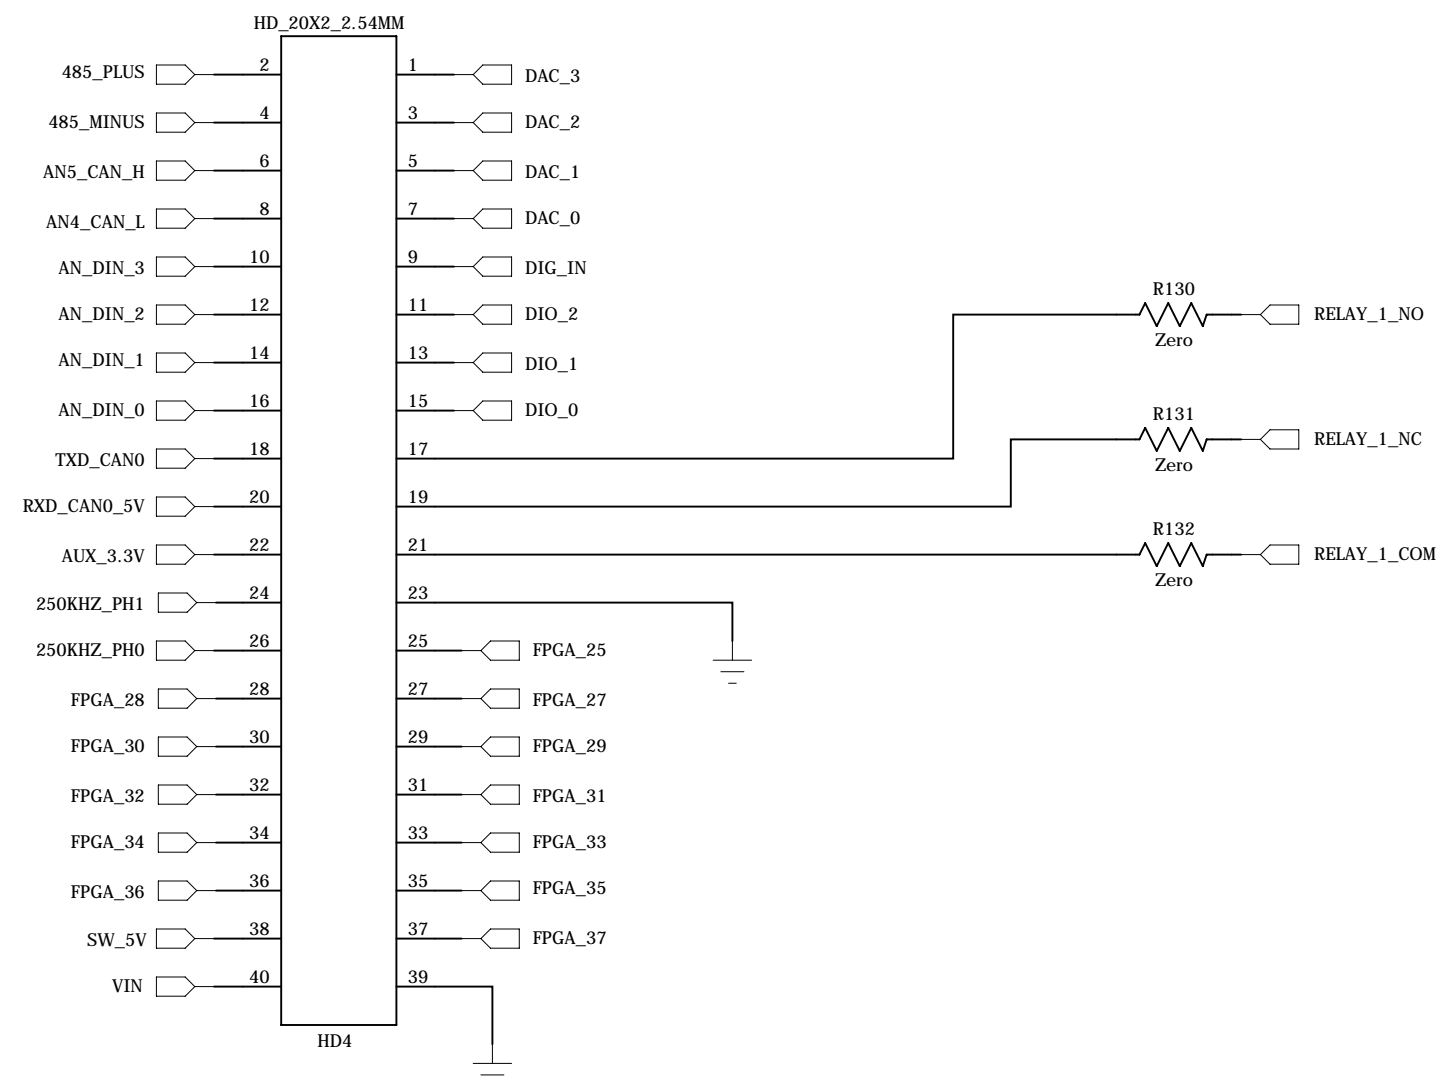 HD_20X2_2.54MM
485_PLUS 2 1 DAC_3
485_MINUS 4 3 DAC_2
AN5_CAN_H 6 5 DAC_1
AN4_CAN_L 8 7 DAC_0
AN_DIN_3 10 9 DIG_IN
R130
AN_DIN_2 12 11 DIO_2 RELAY_1_NO
Zero
AN_DIN_1 14 13 DIO_1
AN_DIN_0 16 15 DIO_0
R131
RELAY_1_NC
TXD_CAN0 18 17 Zero
RXD_CAN0_5V 20 19
R132
AUX_3.3V 22 21 RELAY_1_COM
Zero
250KHZ_PH1 24 23
250KHZ_PH0 26 25 FPGA_25
FPGA_28 28 27 FPGA_27
FPGA_30 30 29 FPGA_29
FPGA_32 32 31 FPGA_31
FPGA_34 34 33 FPGA_33
FPGA_36 36 35 FPGA_35
SW_5V 38 37 FPGA_37
VIN 40 39
HD4